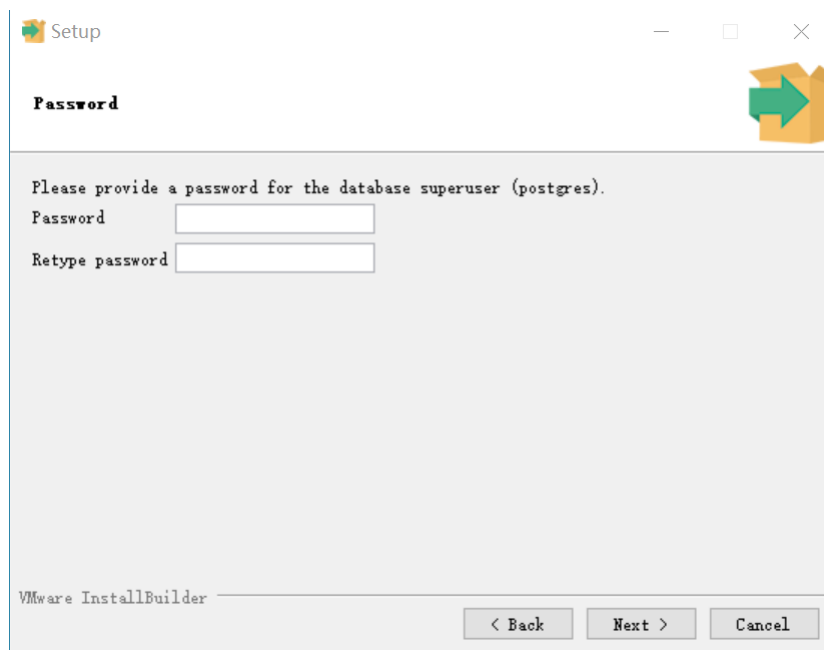 Setup
Password
Please provide a password for the database superuser (postgres).
Password
Retype password
VMware InstallBuilder
< Back
Next >
Cancel